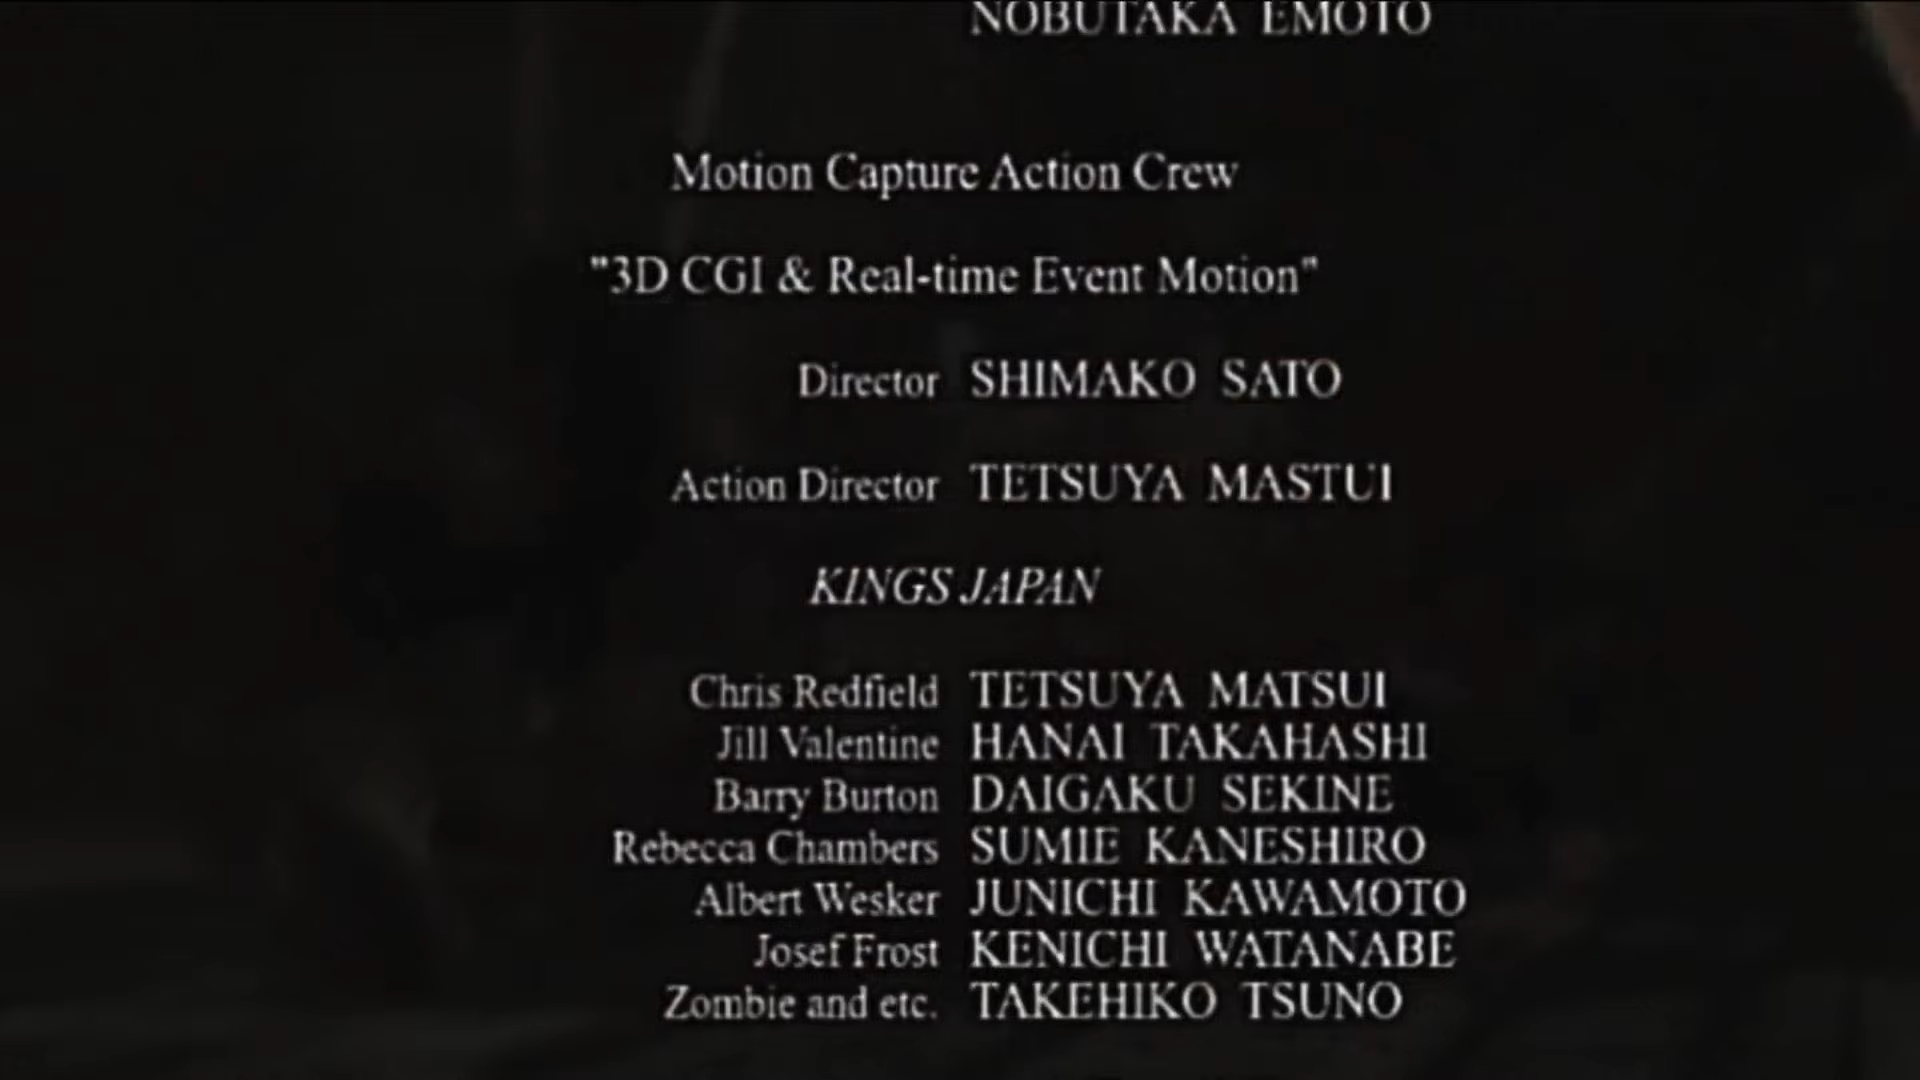 NOBUTAKA EMOTO
Motion Capture Action Crew
"3D CGI & Real-time Event Motion"
Director SHIMAKO SATO
Action Director TETSUYA MASTUI
KINGS JAPAN
Chris Redfield TETSUYA MATSUI
Jill Valentine HANAI TAKAHASHI
Barry Burton DAIGAKU SEKINE
Rebecca Chambers SUMIE KANESHIRO
Albert Wesker JUNICHI KAWAMOTO
Josef Frost KENICHI WATANABE
Zombie and etc. TAKEHIKO TSUNO